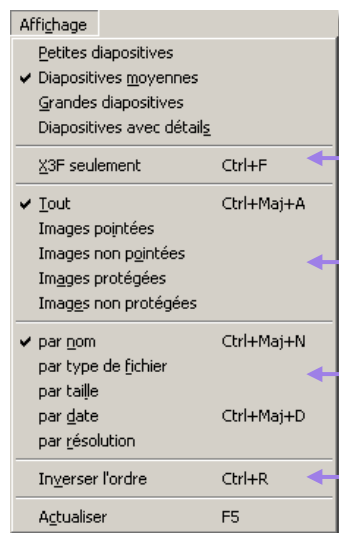 Affichage
Petites diapositives
Diapositives moyennes
Grandes diapositives
Diapositives avec détails
X3F seulement Ctrl+F
Tout Ctrl+Maj+A
Images pointées
Images non pointées
Images protégées
Images non protégées
par nom Ctrl+Maj+N
par type de fichier
par taille
par date Ctrl+Maj+D
par résolution
Inverser l'ordre Ctrl+R
Actualiser F5